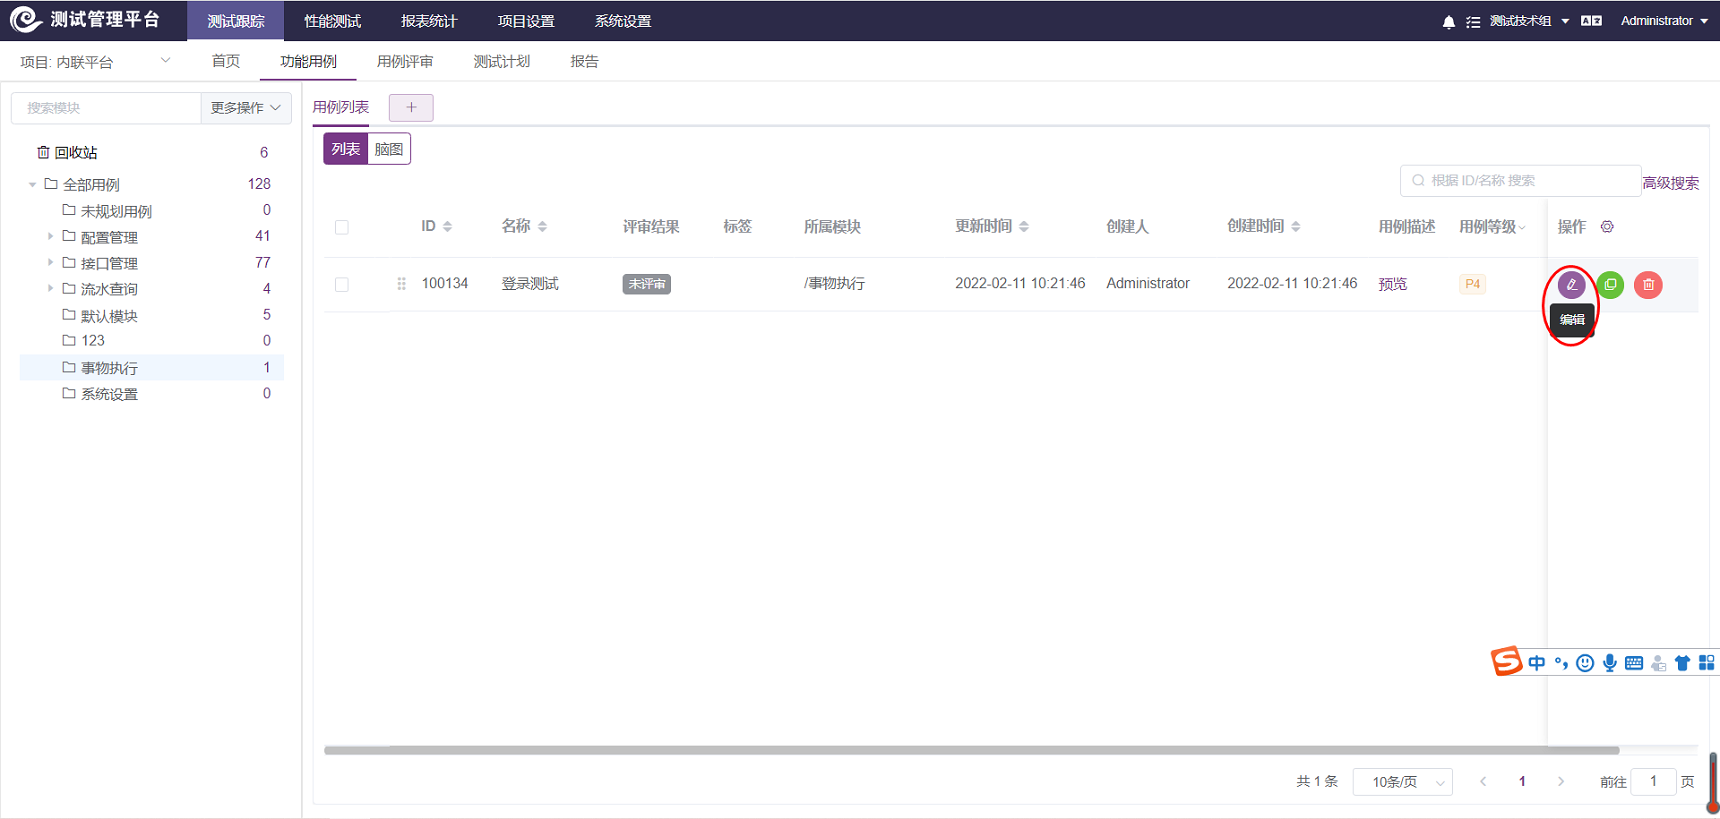 测试管理平台 测试跟踪 性能测试 报表统计 项目设置 系统设置 测试技术组 Administrator
项目: 内联平台 首页 功能用例 用例评审 测试计划 报告
搜索模块 更多操作
回收站 6
全部用例 128
未规划用例 0
配置管理 41
接口管理 77
流水查询 4
默认模块 5
123 0
事物执行 1
系统设置 0
用例列表 +
列表 脑图
根据 ID/名称 搜索 高级搜索
ID 名称 评审结果 标签 所属模块 更新时间 创建人 创建时间 用例描述 用例等级 操作
100134 登录测试 未评审 /事物执行 2022-02-11 10:21:46 Administrator 2022-02-11 10:21:46 预览 P4
编辑
中
共 1 条 10条/页 1 前往 1 页